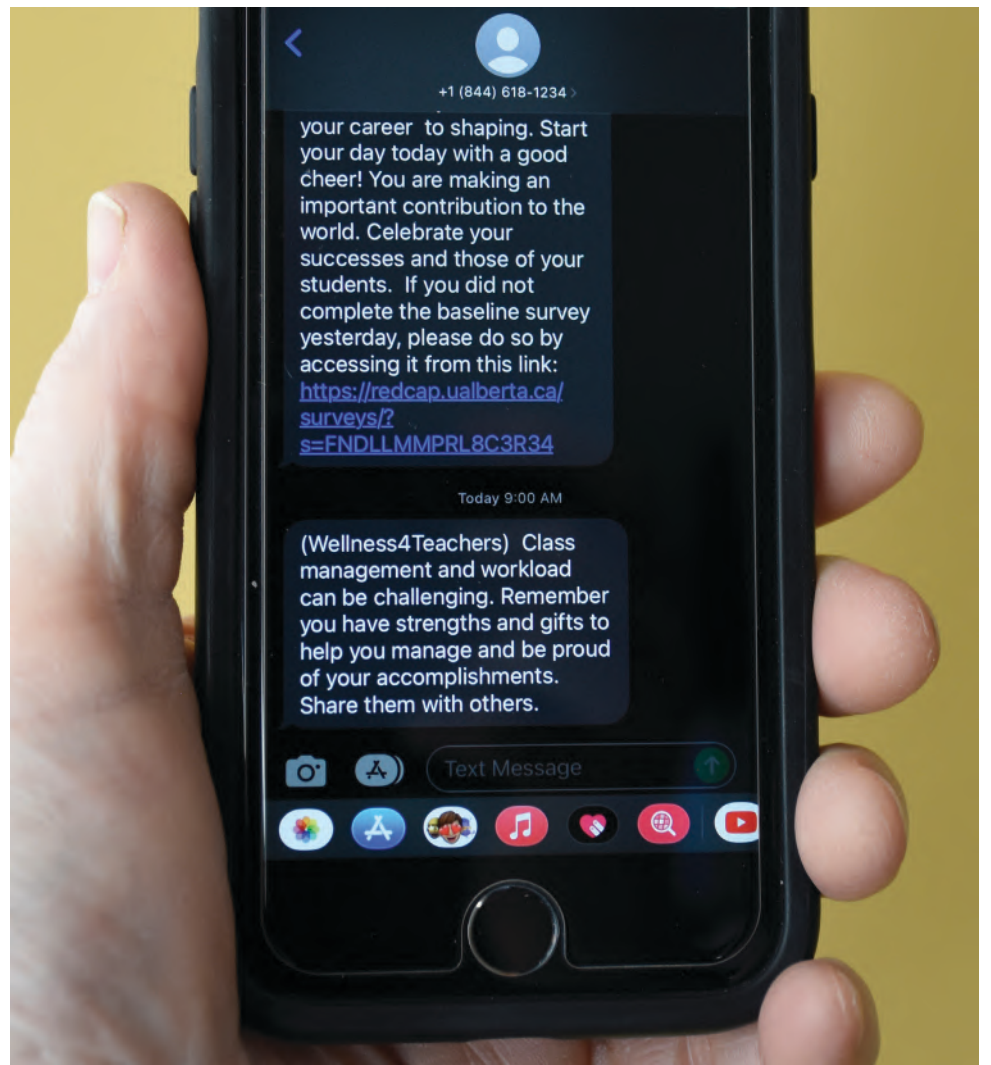 +1 (844) 618-1234
your career  to shaping. Start
your day today with a good
cheer! You are making an
important contribution to the
world. Celebrate your
successes and those of your
students.  If you did not
complete the baseline survey
yesterday, please do so by
accessing it from this link:
https://redcap.ualberta.ca/
surveys/?
s=FNDLLMMPRL8C3R34
Today 9:00 AM
(Wellness4Teachers)  Class
management and workload
can be challenging. Remember
you have strengths and gifts to
help you manage and be proud
of your accomplishments.
Share them with others.
Text Message